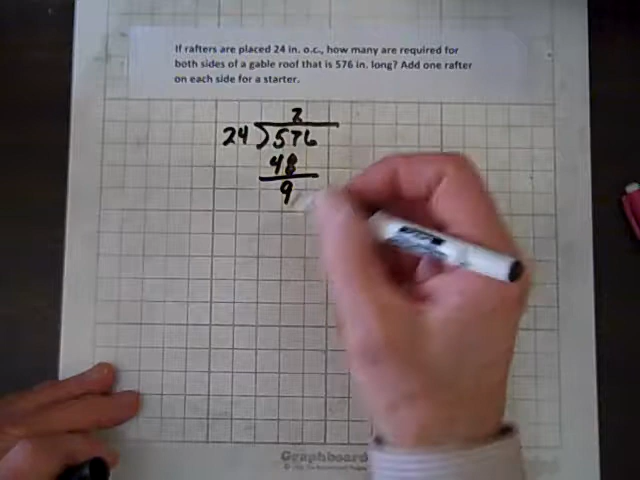 If rafters are placed 24 in. o.c., how many are required for
both sides of a gable roof that is 576 in. long? Add one rafter
on each side for a starter.
2
24 ) 576
48
9
Graphboard